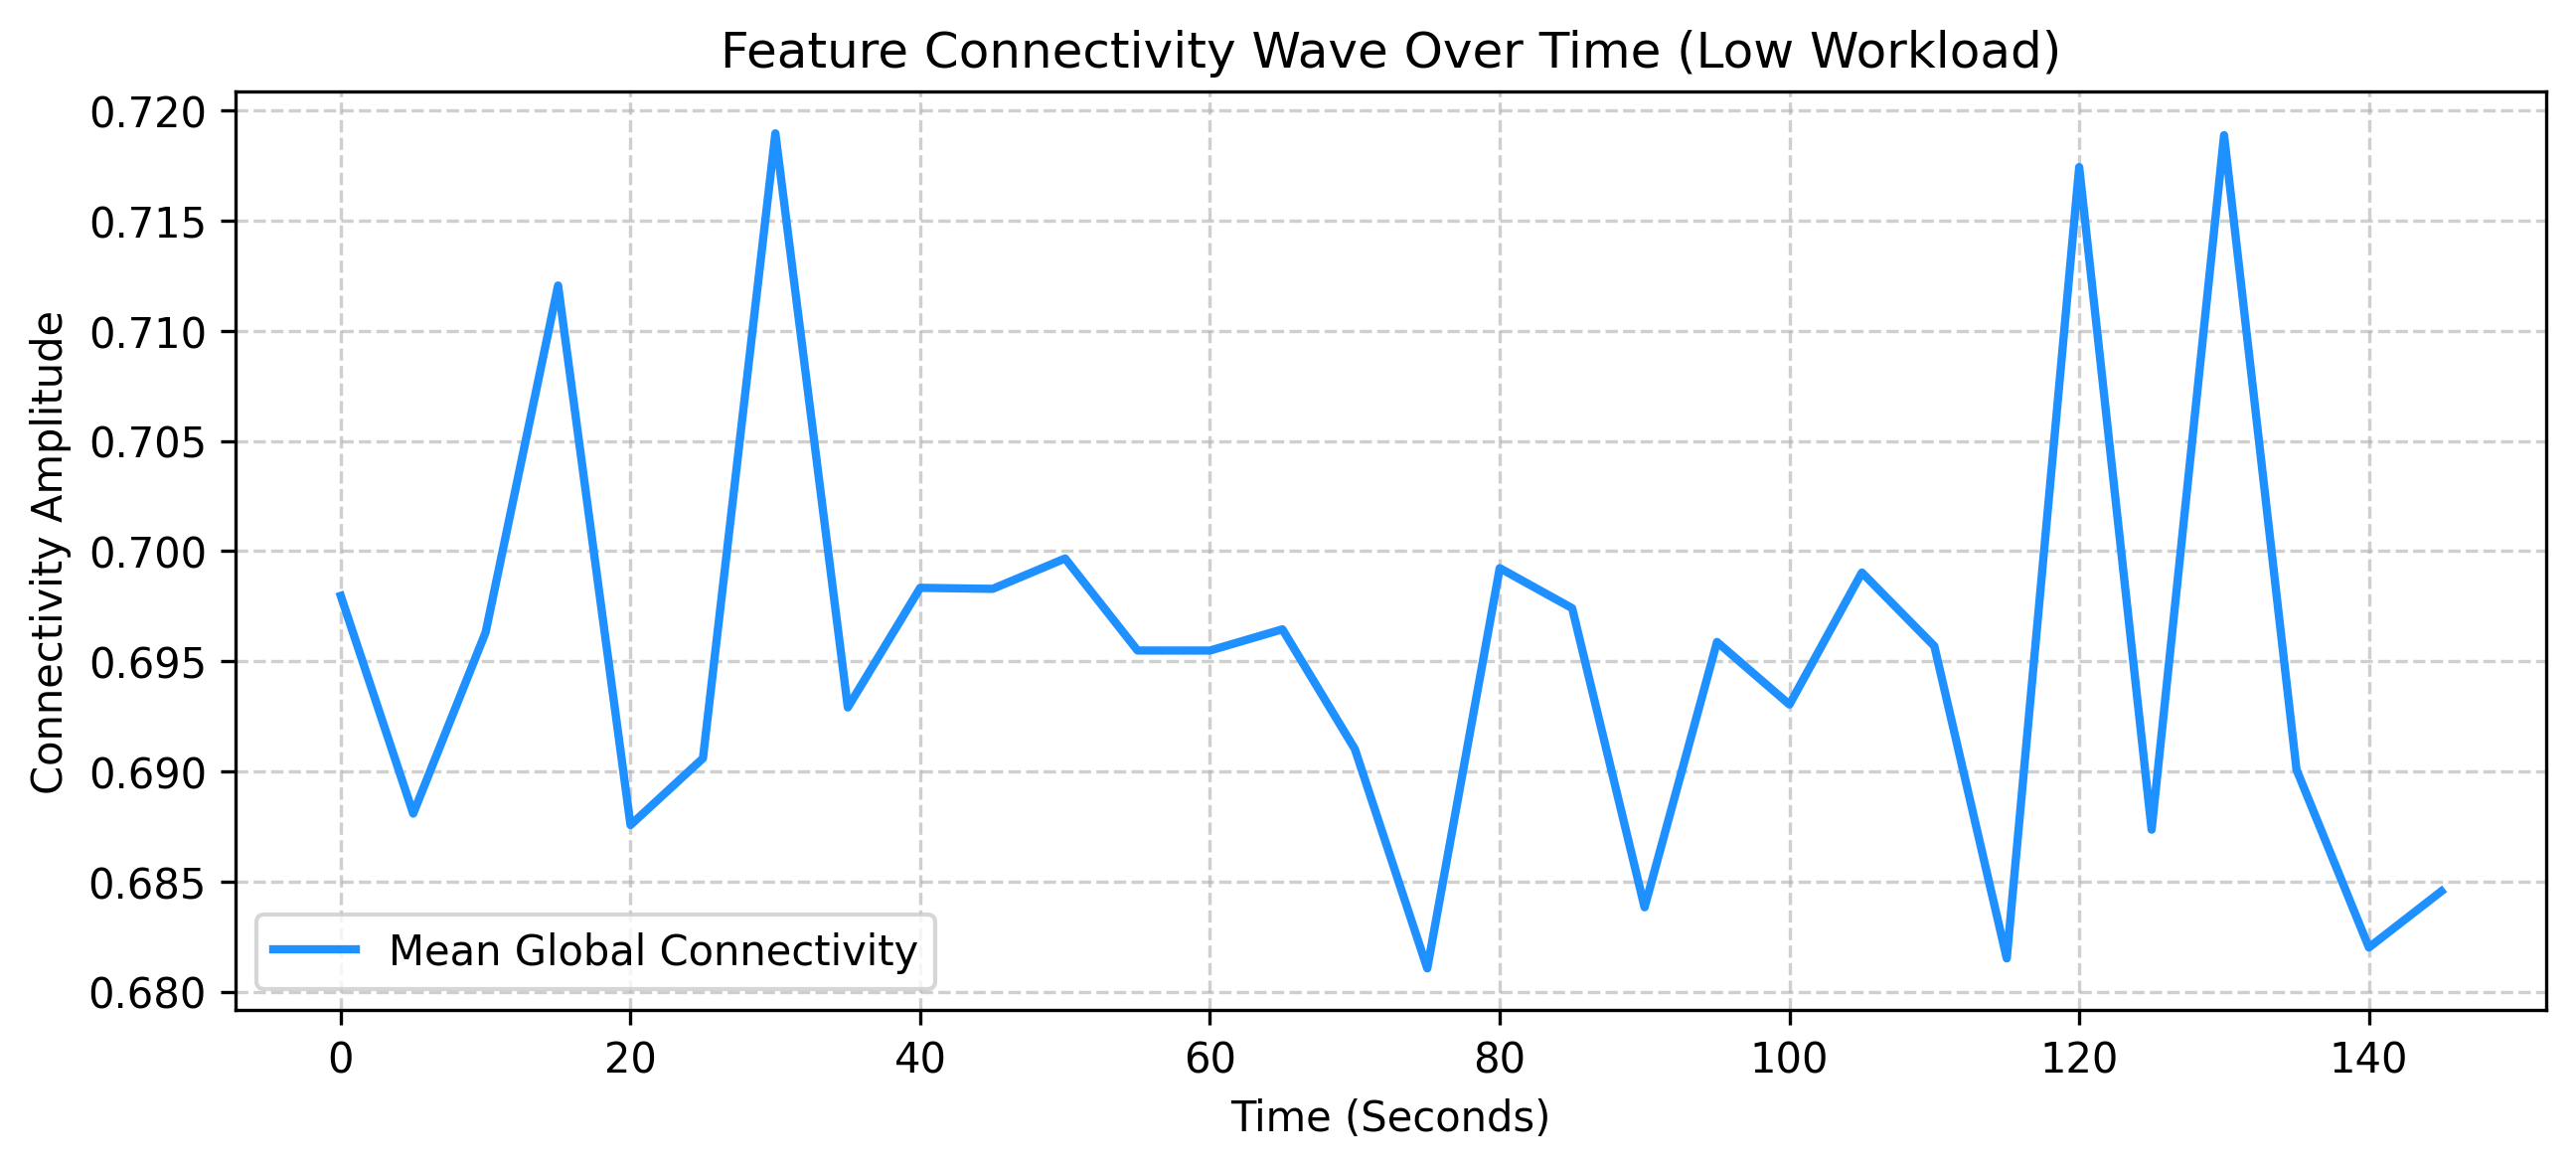 Feature Connectivity Wave Over Time (Low Workload)
0.720
0.715
0.710
0.705
0.700
0.695
0.690
0.685
0.680
Connectivity Amplitude
Mean Global Connectivity
0 20 40 60 80 100 120 140
Time (Seconds)